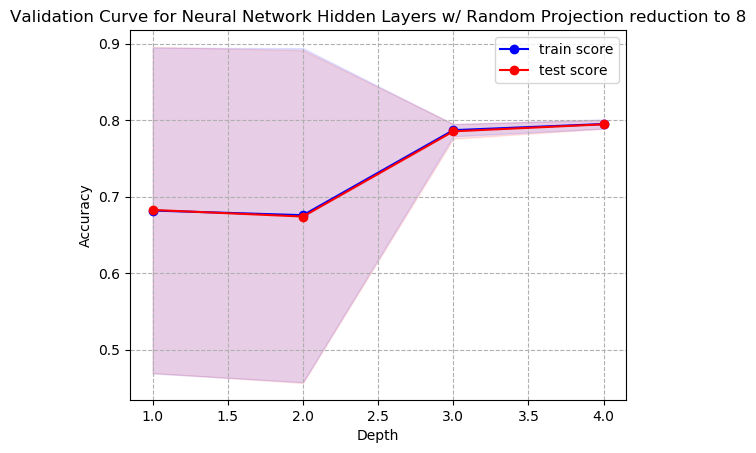 Validation Curve for Neural Network Hidden Layers w/ Random Projection reduction to 8
train score
test score
0.9
0.8
0.7
0.6
0.5
Accuracy
1.0 1.5 2.0 2.5 3.0 3.5 4.0
Depth